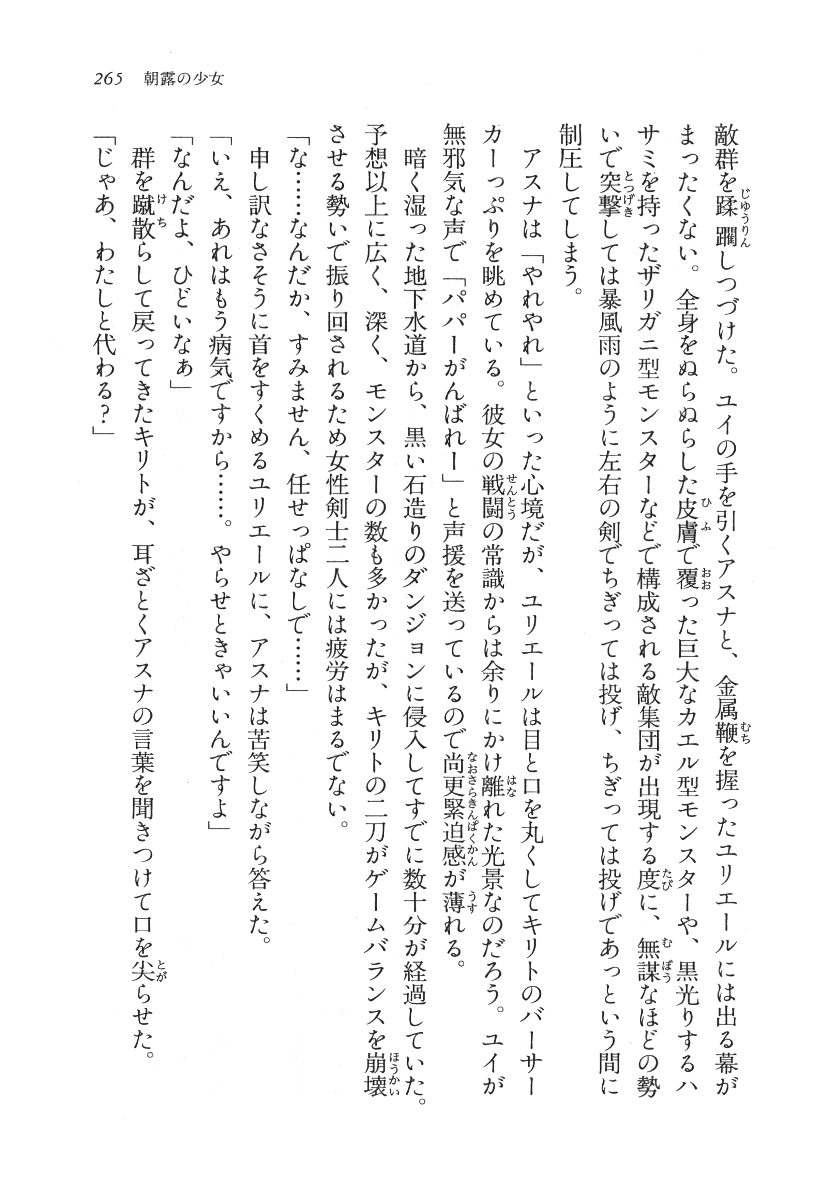 265 朝露の少女
敵群を蹂躙しつづけた。ユイの手を引くアスナと、金属鞭を握ったユリエールには出る幕が
まったくない。全身をぬらぬらした皮膚で覆った巨大なカエル型モンスターや、黒光りするハ
サミを持ったザリガニ型モンスターなどで構成される敵集団が出現する度に、無謀なほどの勢
いで突撃しては暴風雨のように左右の剣でちぎっては投げ、ちぎっては投げであっという間に
制圧してしまう。
アスナは「やれやれ」といった心境だが、ユリエールは目と口を丸くしてキリトのバーサー
カーっぷりを眺めている。彼女の戦闘の常識からは余りにかけ離れた光景なのだろう。ユイが
無邪気な声で「パパーがんばれー」と声援を送っているので尚更緊迫感が薄れる。
暗く湿った地下水道から、黒い石造りのダンジョンに侵入してすでに数十分が経過していた。
予想以上に広く、深く、モンスターの数も多かったが、キリトの二刀がゲームバランスを崩壊
させる勢いで振り回されるため女性剣士二人には疲労はまるでない。
「な……なんだか、すみません、任せっぱなしで……」
申し訳なさそうに首をすくめるユリエールに、アスナは苦笑しながら答えた。
「いえ、あれはもう病気ですから……。やらせときゃいいんですよ」
「なんだよ、ひどいなぁ」
群を蹴散らして戻ってきたキリトが、耳ざとくアスナの言葉を聞きつけて口を尖らせた。
「じゃあ、わたしと代わる？」